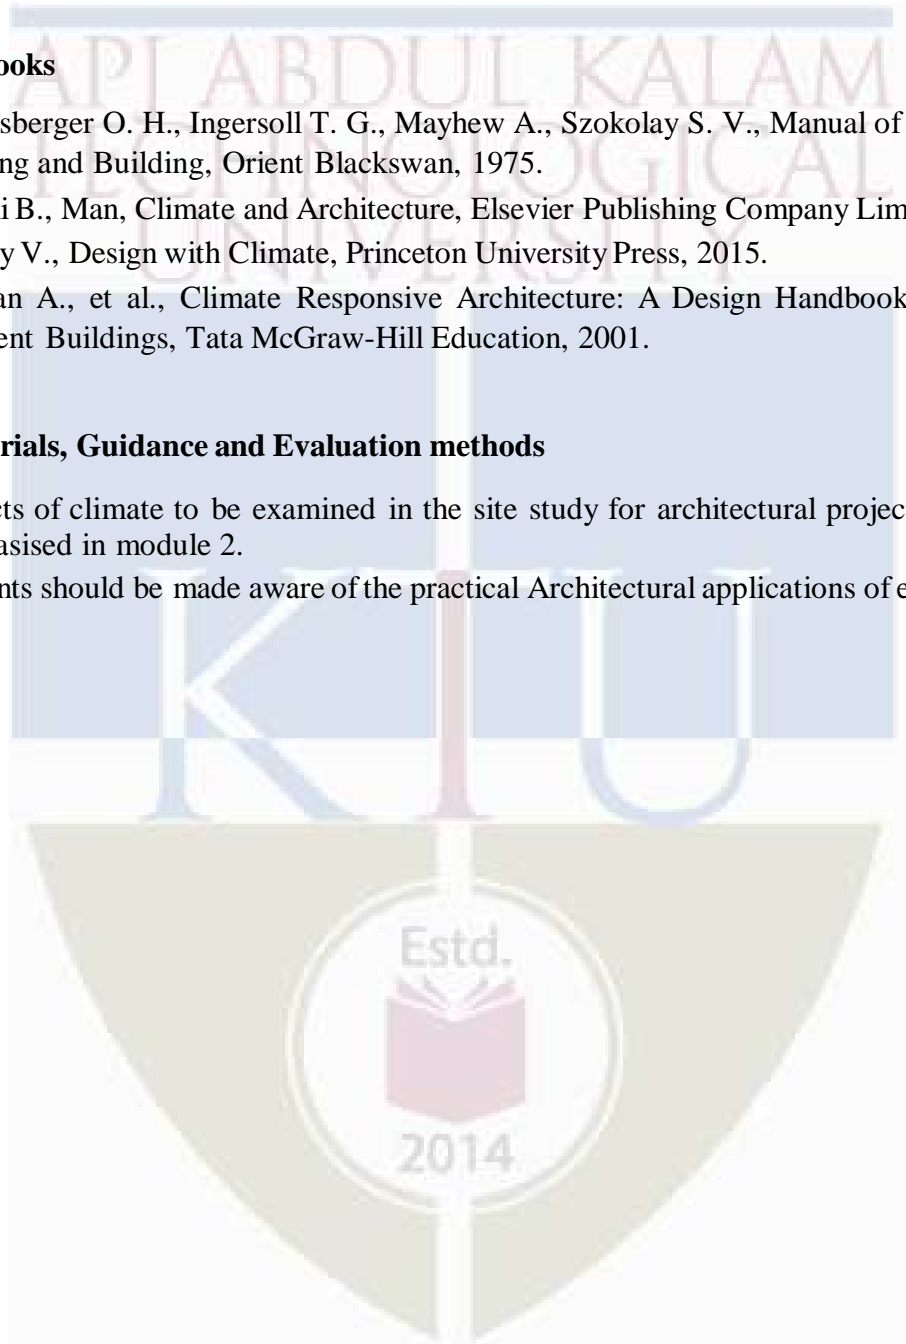 API ABDUL KALAM
TECHNOLOGICAL
UNIVERSITY
ooks
sberger O. H., Ingersoll T. G., Mayhew A., Szokolay S. V., Manual of
ng and Building, Orient Blackswan, 1975.
i B., Man, Climate and Architecture, Elsevier Publishing Company Lim
y V., Design with Climate, Princeton University Press, 2015.
an A., et al., Climate Responsive Architecture: A Design Handbook
ent Buildings, Tata McGraw-Hill Education, 2001.
rials, Guidance and Evaluation methods
cts of climate to be examined in the site study for architectural projec
asised in module 2.
nts should be made aware of the practical Architectural applications of e
KTU
Estd.
2014